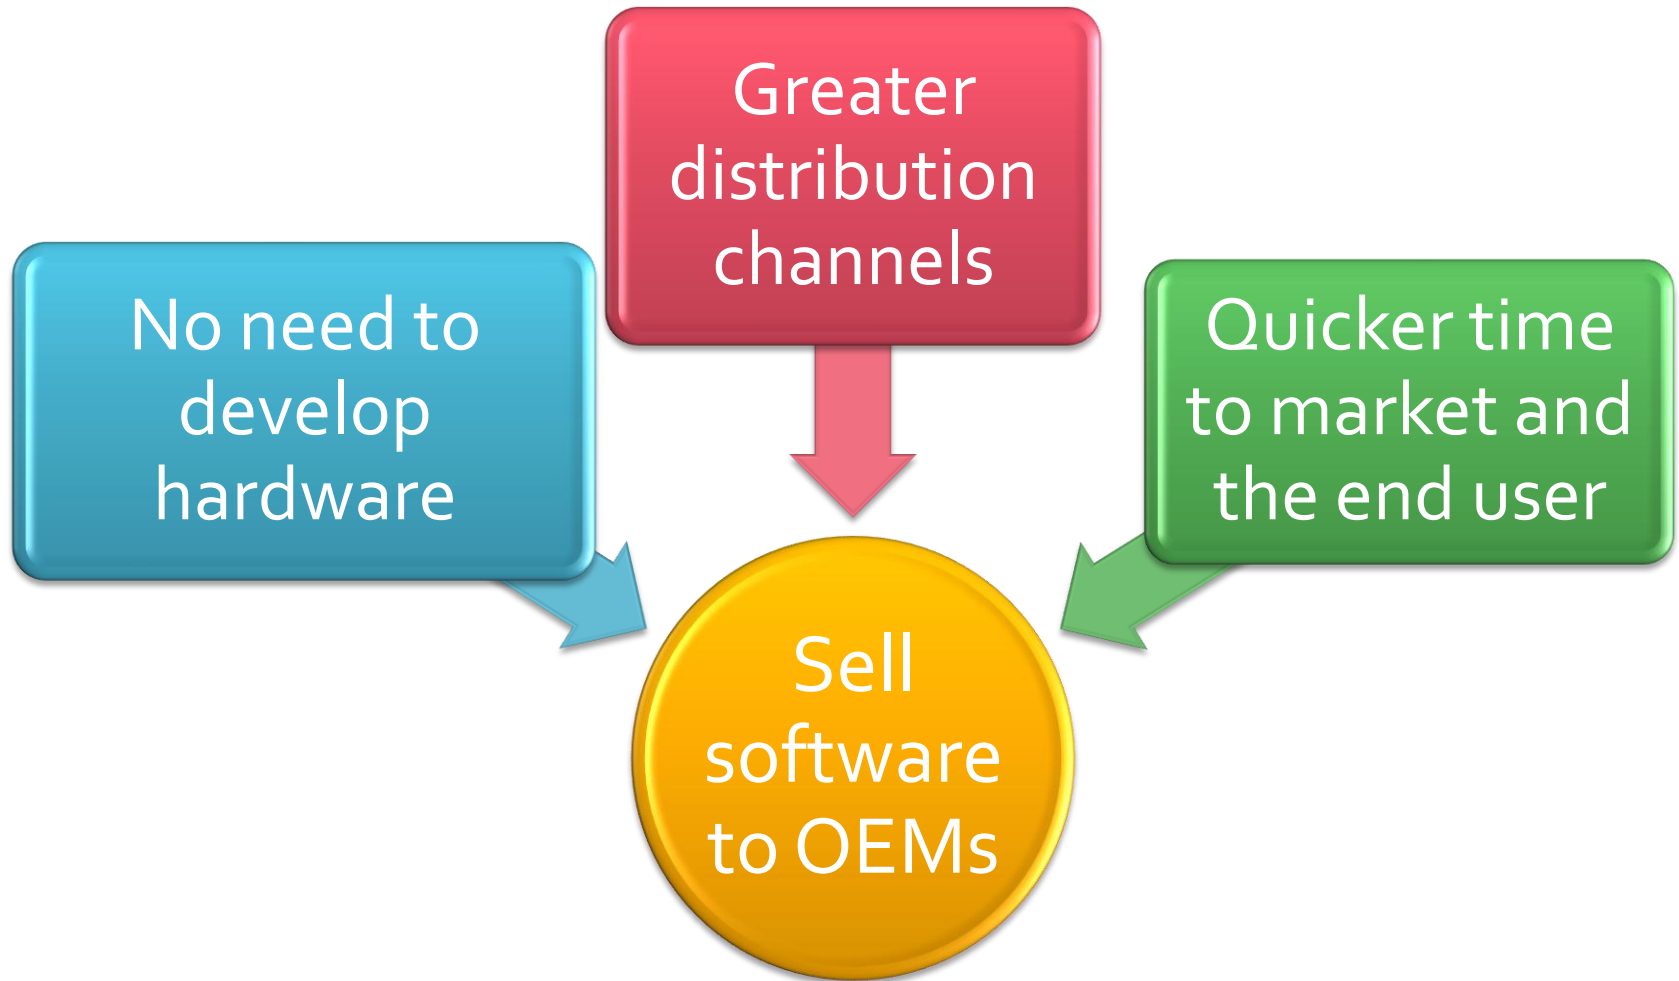 Greater
distribution
channels
No need to
develop
hardware
Quicker time
to market and
the end user
Sell
software
to OEMs